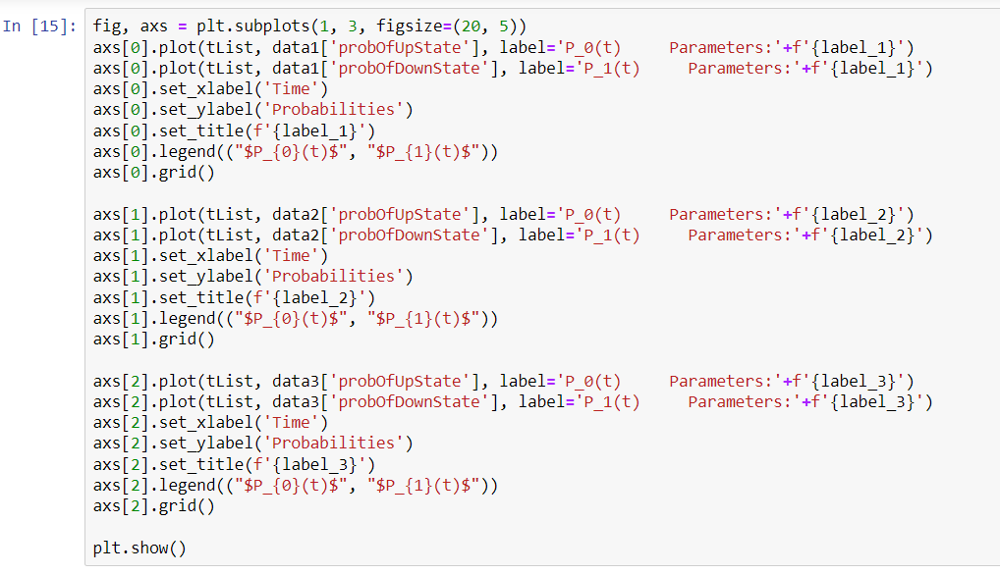 In [15]: fig, axs = plt.subplots(1, 3, figsize=(20, 5))
axs[0].plot(tList, data1['probOfUpState'], label='P_0(t)     Parameters:'+f'{label_1}')
axs[0].plot(tList, data1['probOfDownState'], label='P_1(t)     Parameters:'+f'{label_1}')
axs[0].set_xlabel('Time')
axs[0].set_ylabel('Probabilities')
axs[0].set_title(f'{label_1}')
axs[0].legend(("$P_{0}(t)$", "$P_{1}(t)$"))
axs[0].grid()

axs[1].plot(tList, data2['probOfUpState'], label='P_0(t)     Parameters:'+f'{label_2}')
axs[1].plot(tList, data2['probOfDownState'], label='P_1(t)     Parameters:'+f'{label_2}')
axs[1].set_xlabel('Time')
axs[1].set_ylabel('Probabilities')
axs[1].set_title(f'{label_2}')
axs[1].legend(("$P_{0}(t)$", "$P_{1}(t)$"))
axs[1].grid()

axs[2].plot(tList, data3['probOfUpState'], label='P_0(t)     Parameters:'+f'{label_3}')
axs[2].plot(tList, data3['probOfDownState'], label='P_1(t)     Parameters:'+f'{label_3}')
axs[2].set_xlabel('Time')
axs[2].set_ylabel('Probabilities')
axs[2].set_title(f'{label_3}')
axs[2].legend(("$P_{0}(t)$", "$P_{1}(t)$"))
axs[2].grid()

plt.show()